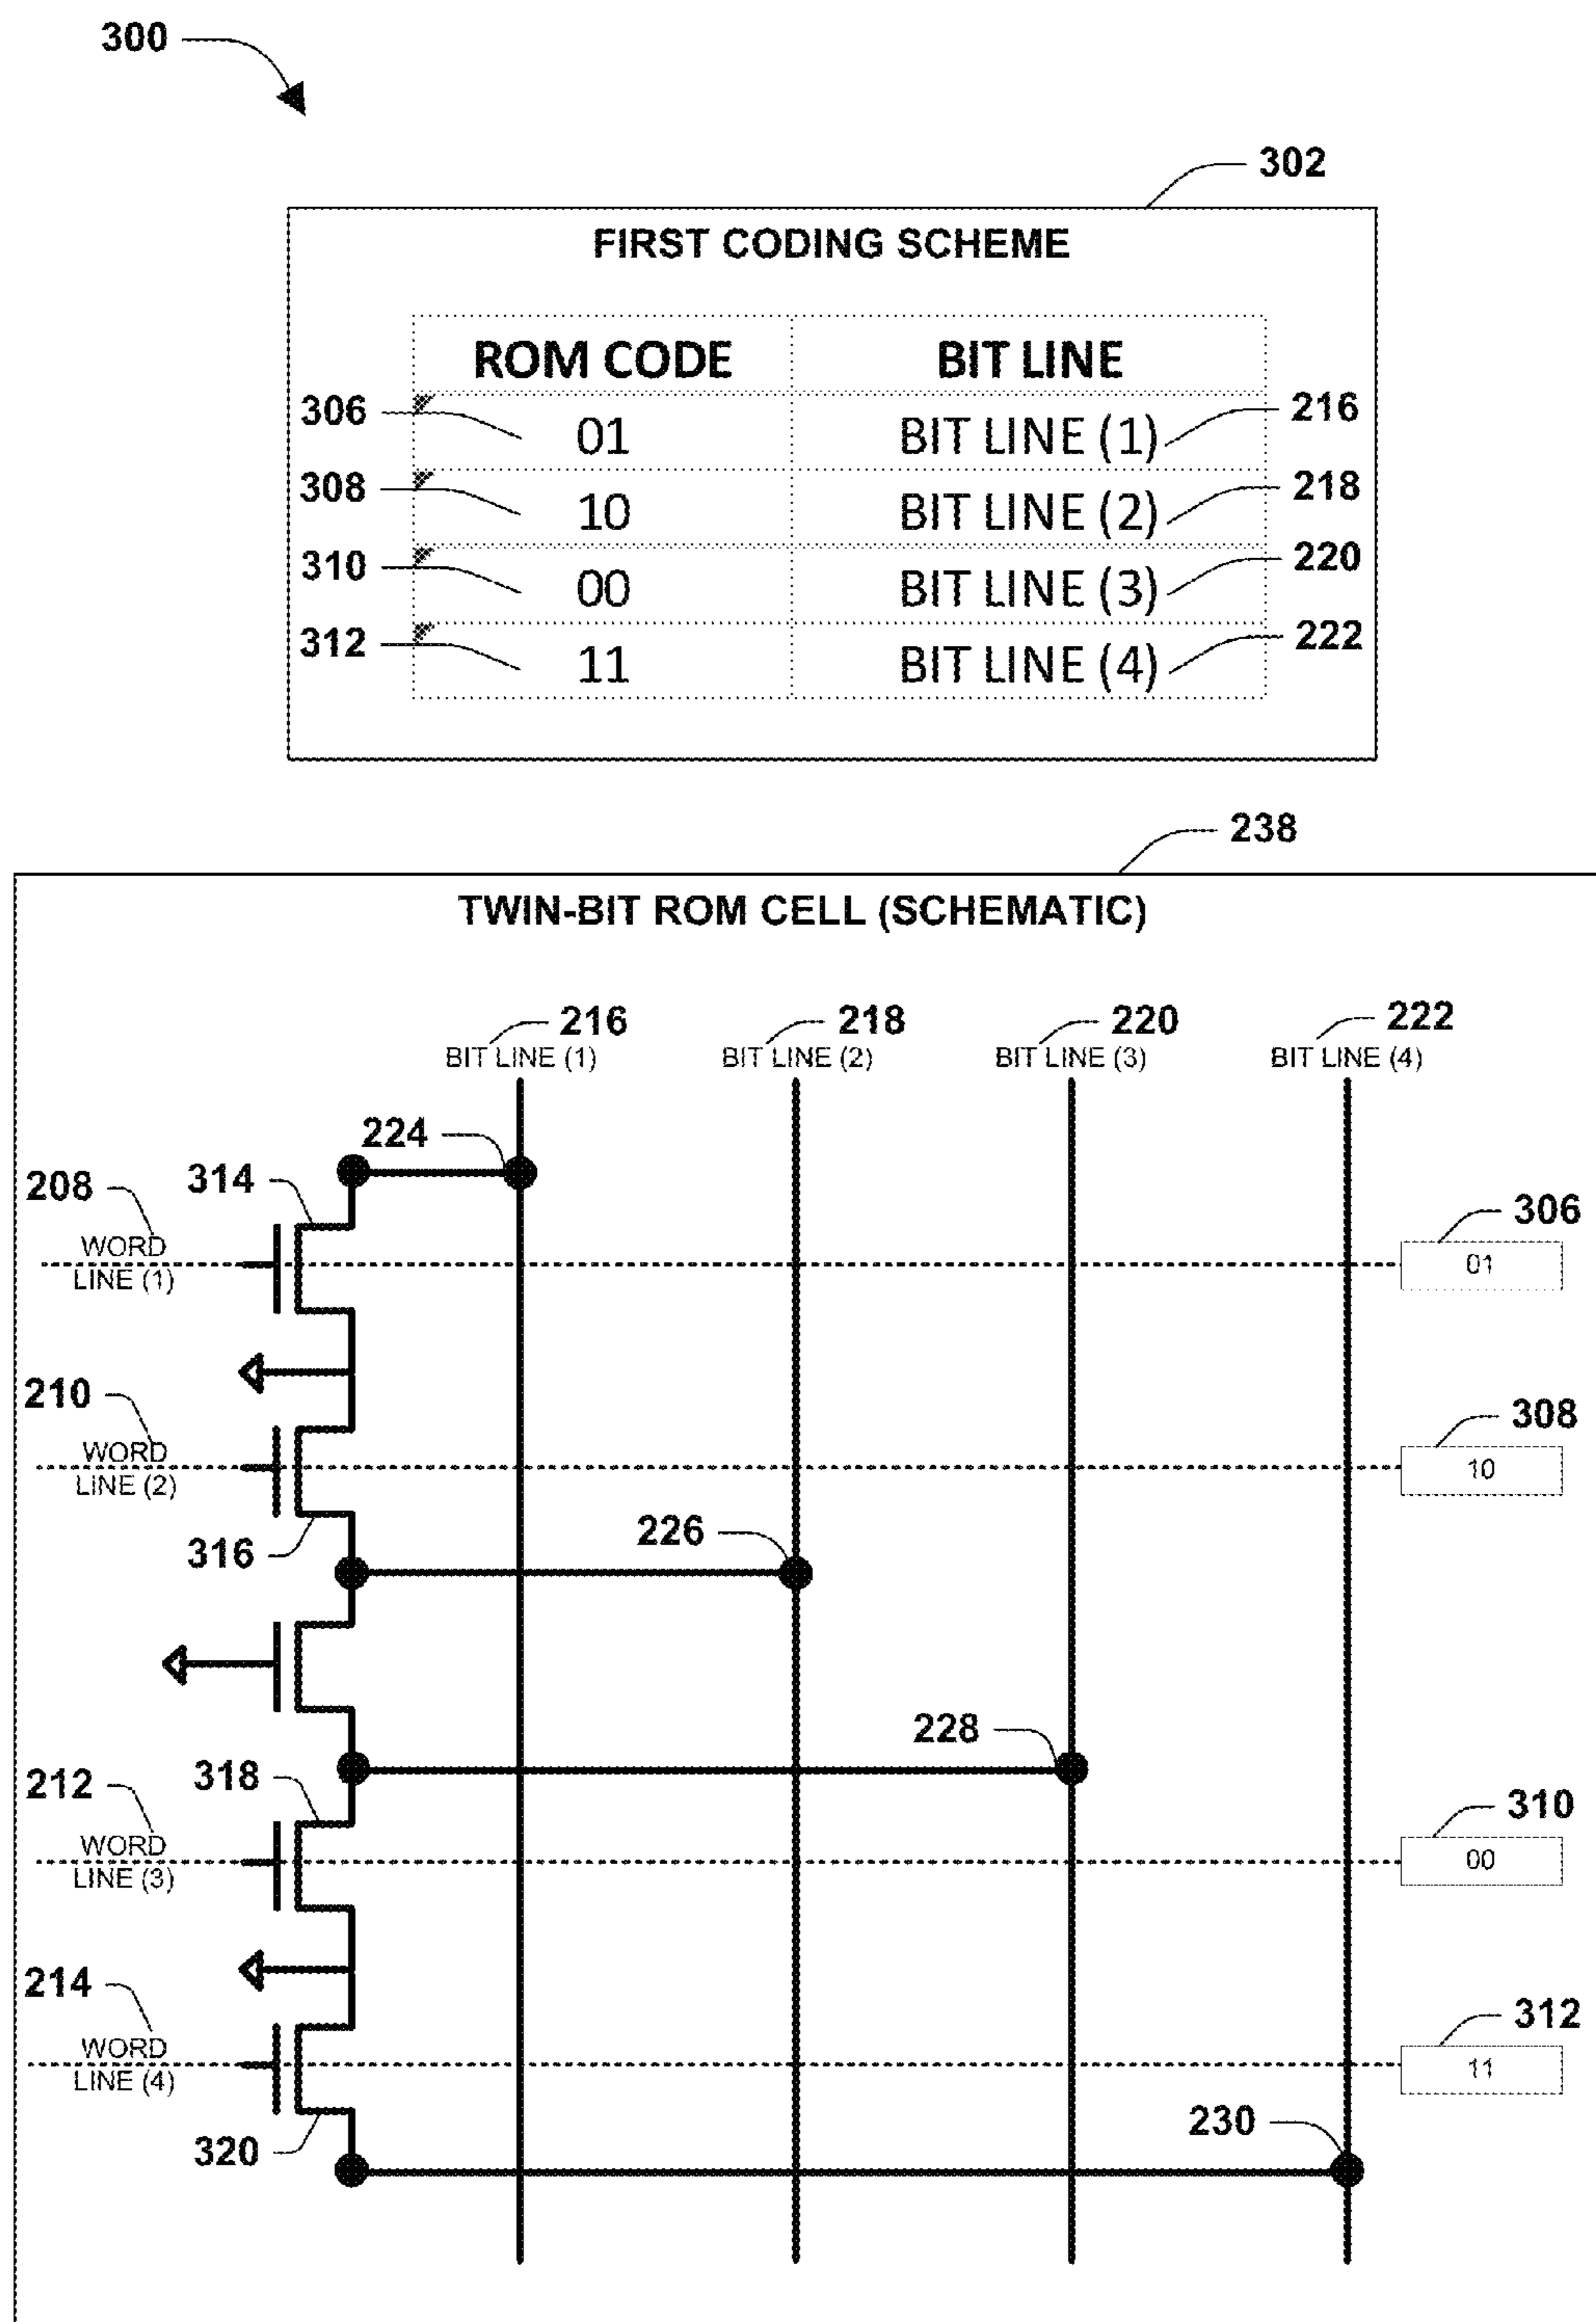 300
302
FIRST CODING SCHEME
ROM CODE BIT LINE
306 01 BIT LINE (1) 216
308 10 BIT LINE (2) 218
310 00 BIT LINE (3) 220
312 11 BIT LINE (4) 222
238
TWIN-BIT ROM CELL (SCHEMATIC)
216 218 220 222
BIT LINE (1) BIT LINE (2) BIT LINE (3) BIT LINE (4)
224
208 314
306
WORD
LINE (1)
01
210
308
WORD
LINE (2)
10
316 226
228
212 318
310
WORD
LINE (3)
00
214
312
WORD
LINE (4)
11
320 230